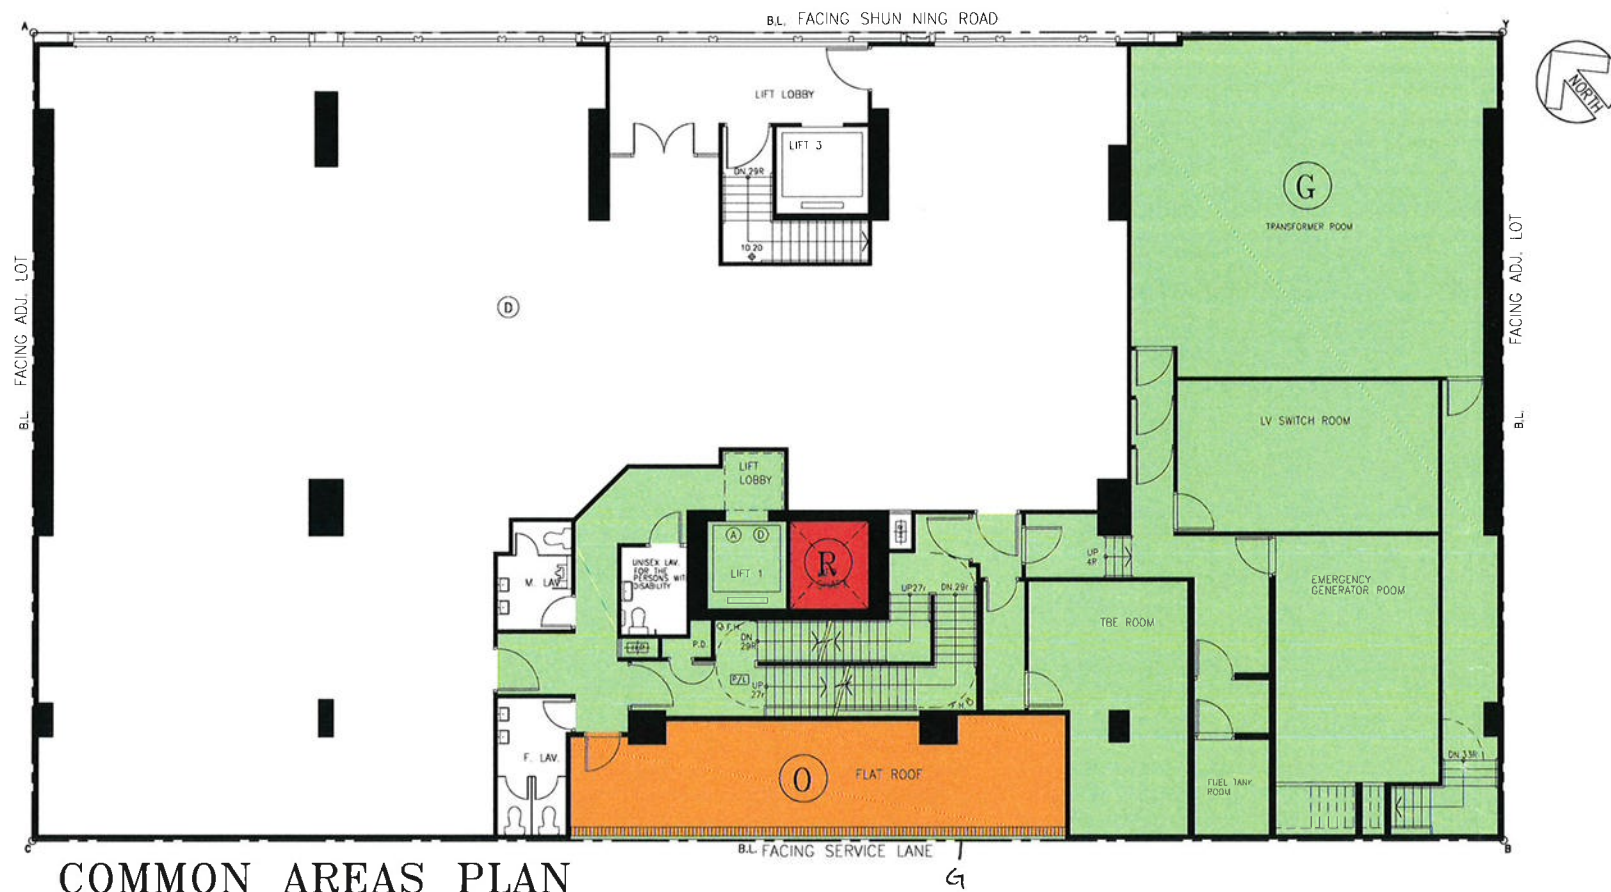 A
B.L. FACING SHUN NING ROAD
Y
NORTH
LIFT LOBBY
LIFT 3
DN.29R
10.20
G
TRANSFORMER ROOM
B.L. FACING ADJ. LOT
B.L. FACING ADJ. LOT
D
LV SWITCH ROOM
LIFT
LOBBY
A D
LIFT 1
R
M. LAV.
UNISEX LAV.
FOR THE
PERSONS WIT
DISABILITY
UP
4R
EMERGENCY
GENERATOR ROOM
UP27r
DN.29r
TBE ROOM
F.H.
DN
29R
P.D.
P/L
UP
27r
F.H.
F. LAV.
O
FLAT ROOF
DN.33R
FUEL TANK
ROOM
C
B.L. FACING SERVICE LANE
B
COMMON AREAS PLAN
G